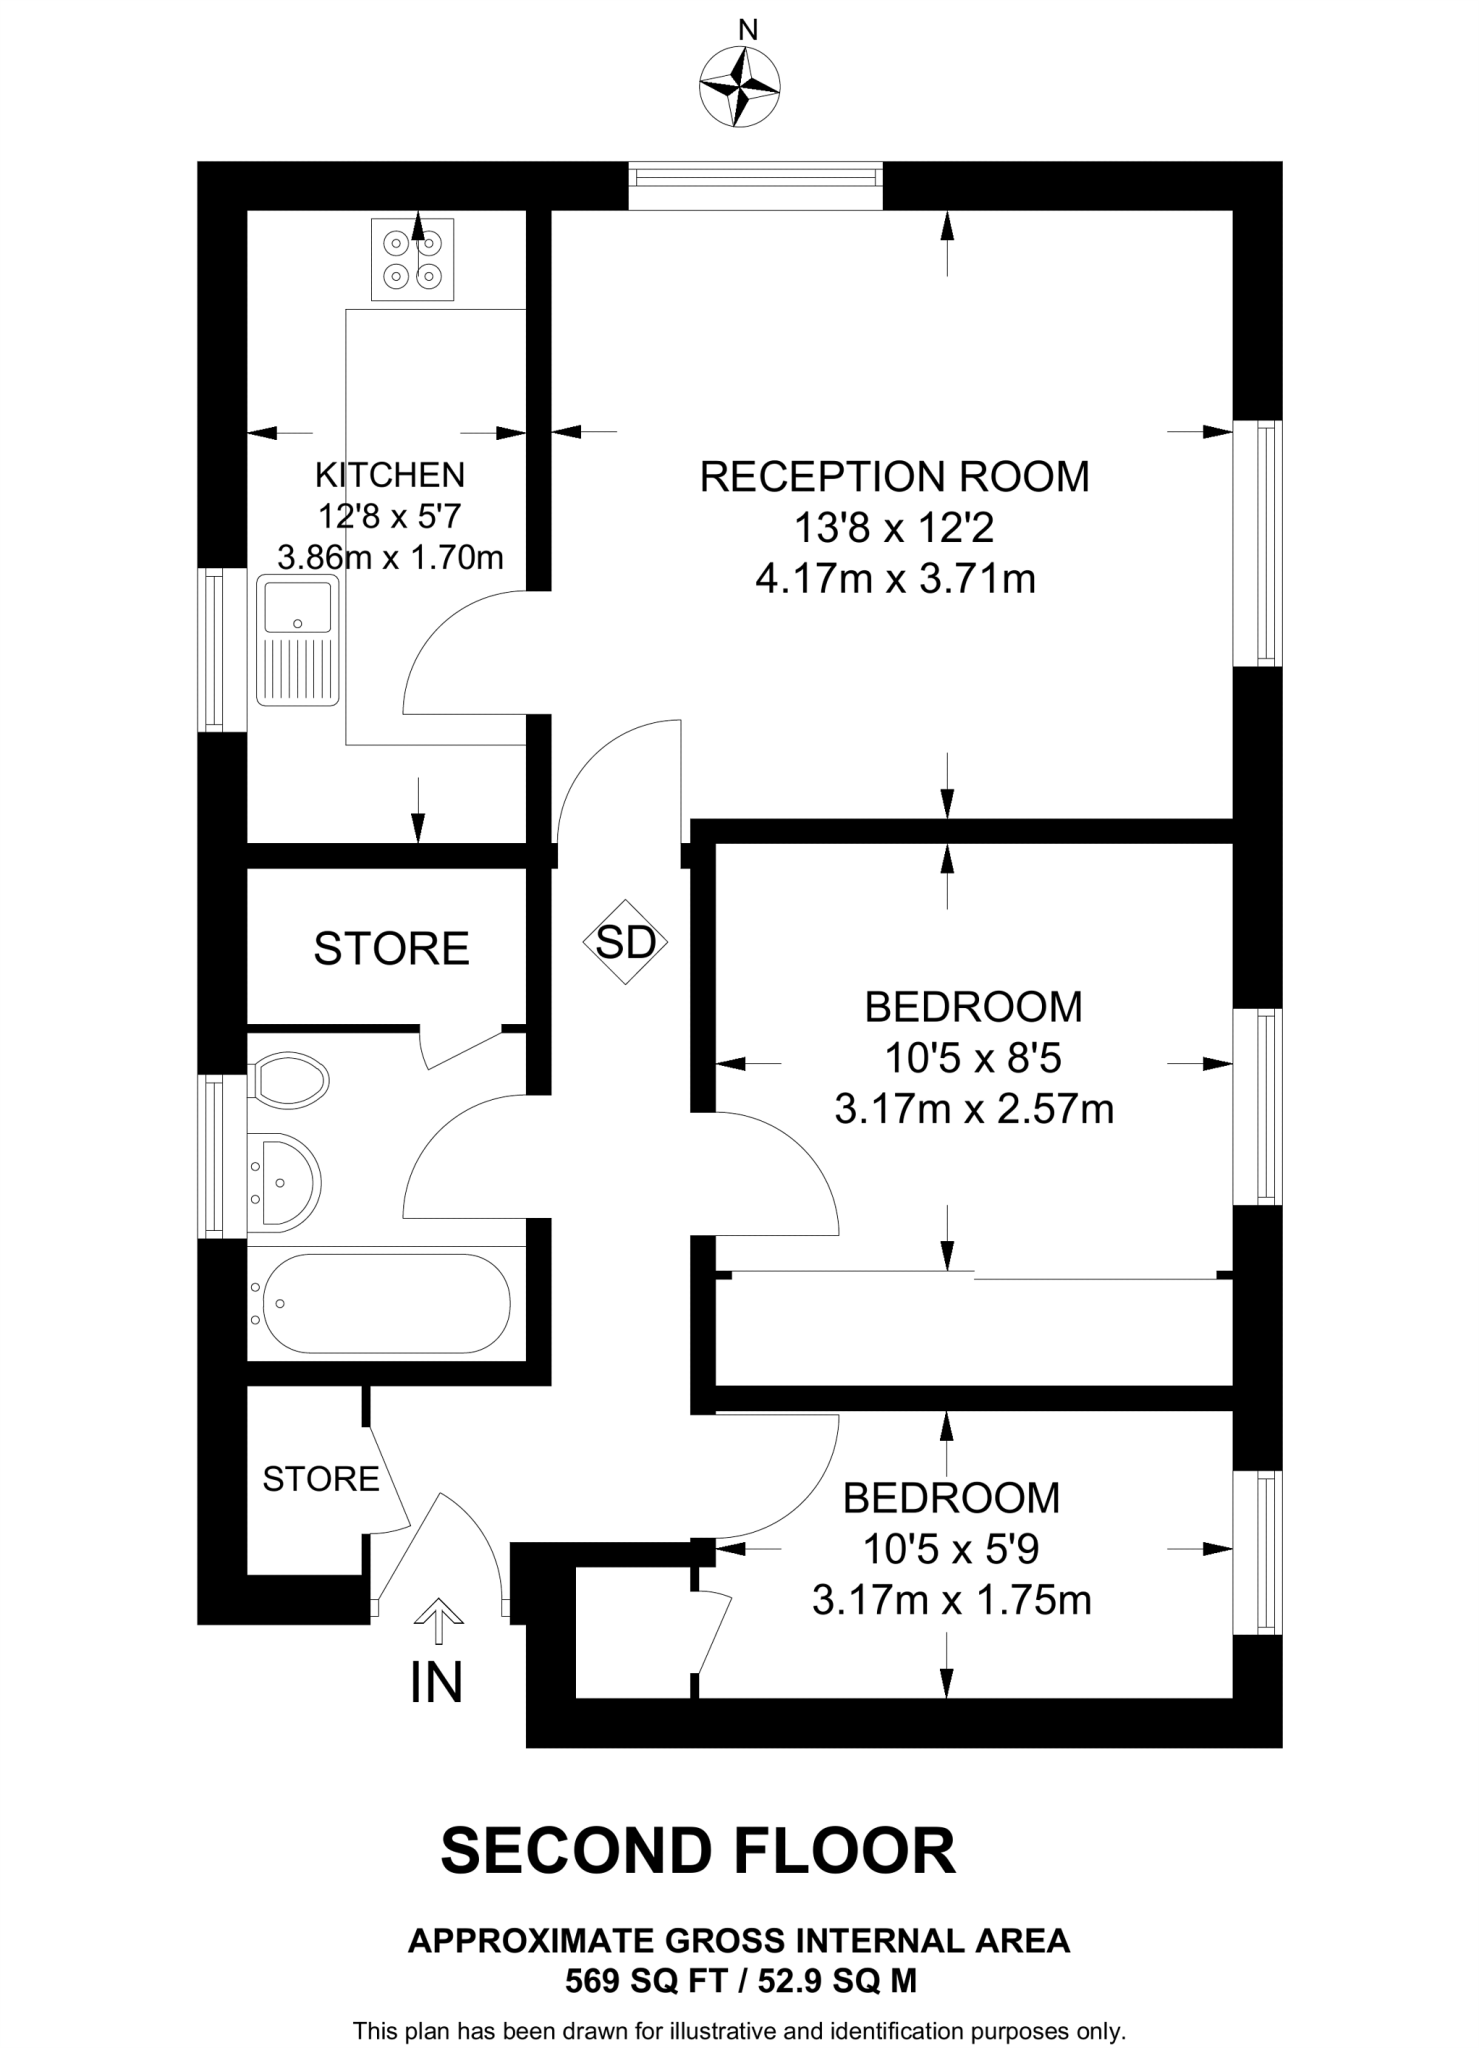 N
KITCHEN
12'8 x 5'7
3.86m x 1.70m
RECEPTION ROOM
13'8 x 12'2
4.17m x 3.71m
STORE
SD
BEDROOM
10'5 x 8'5
3.17m x 2.57m
STORE
BEDROOM
10'5 x 5'9
3.17m x 1.75m
IN
SECOND FLOOR
APPROXIMATE GROSS INTERNAL AREA
569 SQ FT / 52.9 SQ M
This plan has been drawn for illustrative and identification purposes only.